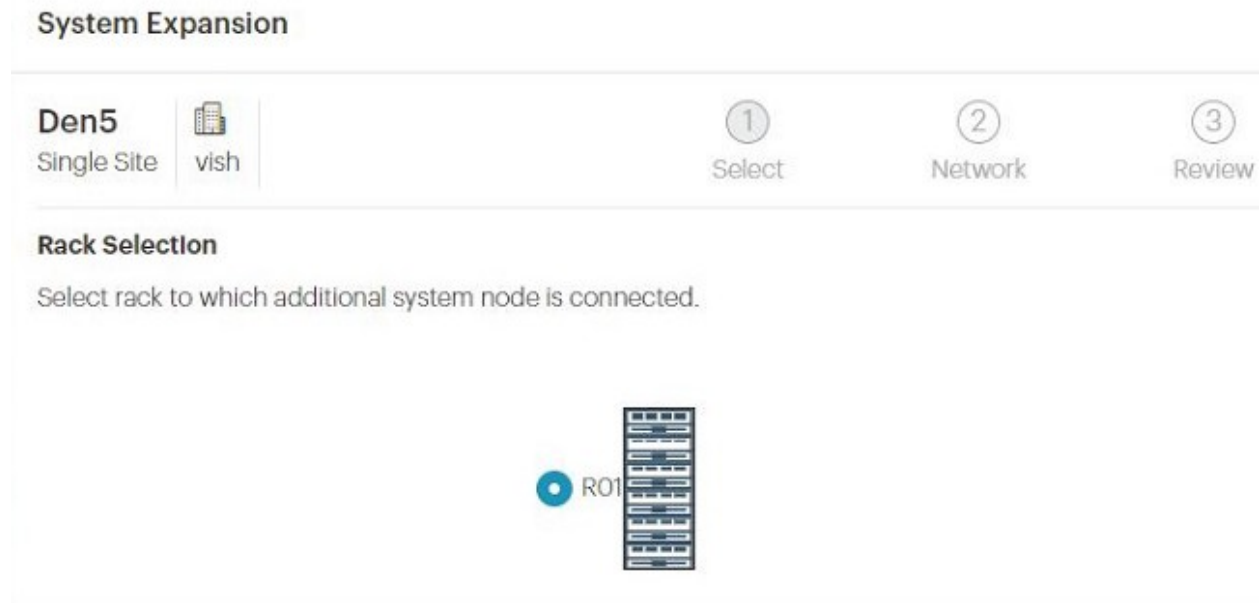 System Expansion
Den5
Single Site
vish
1
Select
2
Network
3
Review
Rack Selection
Select rack to which additional system node is connected.
R01